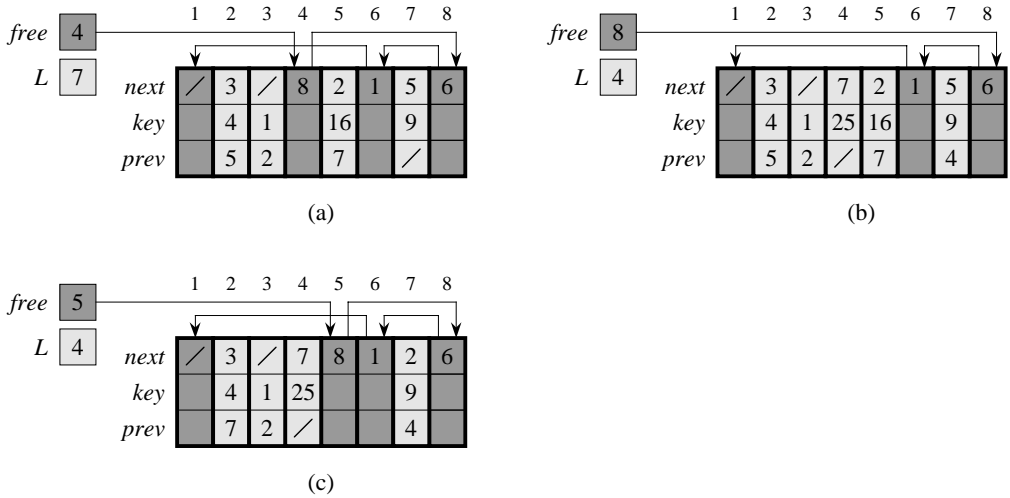 1 2 3 4 5 6 7 8
free 4
L 7
next / 3 / 8 2 1 5 6
key 4 1 16 9
prev 5 2 7 /
(a)
1 2 3 4 5 6 7 8
free 8
L 4
next / 3 / 7 2 1 5 6
key 4 1 25 16 9
prev 5 2 / 7 4
(b)
1 2 3 4 5 6 7 8
free 5
L 4
next / 3 / 7 8 1 2 6
key 4 1 25 9
prev 7 2 / 4
(c)